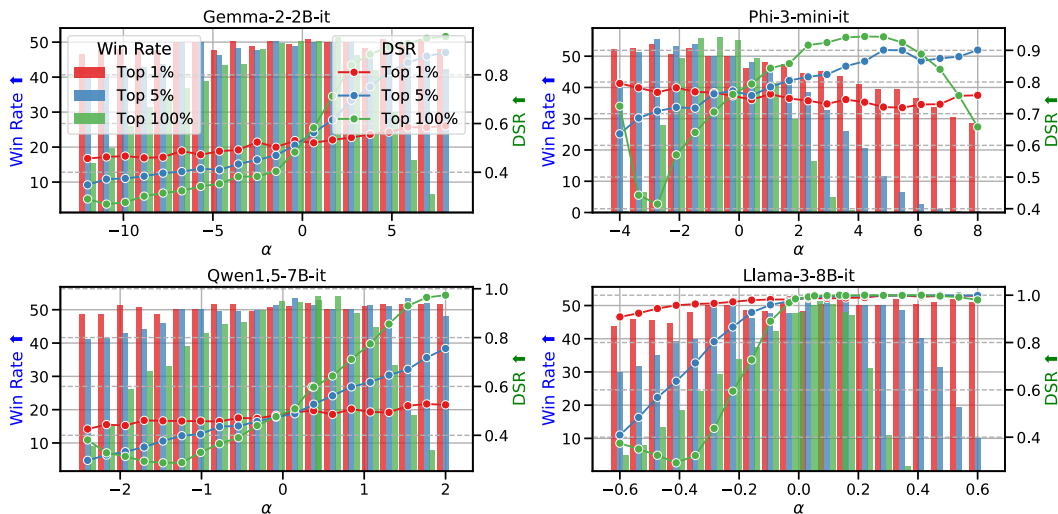 Gemma-2-2B-it
Win Rate
Top 1%
Top 5%
Top 100%
DSR
Top 1%
Top 5%
Top 100%
50
40
30
20
10
Win Rate ⬆
0.8
0.6
0.4
DSR ⬆
−10
−5
0
5
α
Phi-3-mini-it
50
40
30
20
10
0
Win Rate ⬆
0.9
0.8
0.7
0.6
0.5
0.4
DSR ⬆
−4
−2
0
2
4
6
8
α
Qwen1.5-7B-it
50
40
30
20
10
Win Rate ⬆
1.0
0.8
0.6
0.4
DSR ⬆
−2
−1
0
1
2
α
Llama-3-8B-it
50
40
30
20
10
Win Rate ⬆
1.0
0.8
0.6
0.4
DSR ⬆
−0.6
−0.4
−0.2
0.0
0.2
0.4
0.6
α